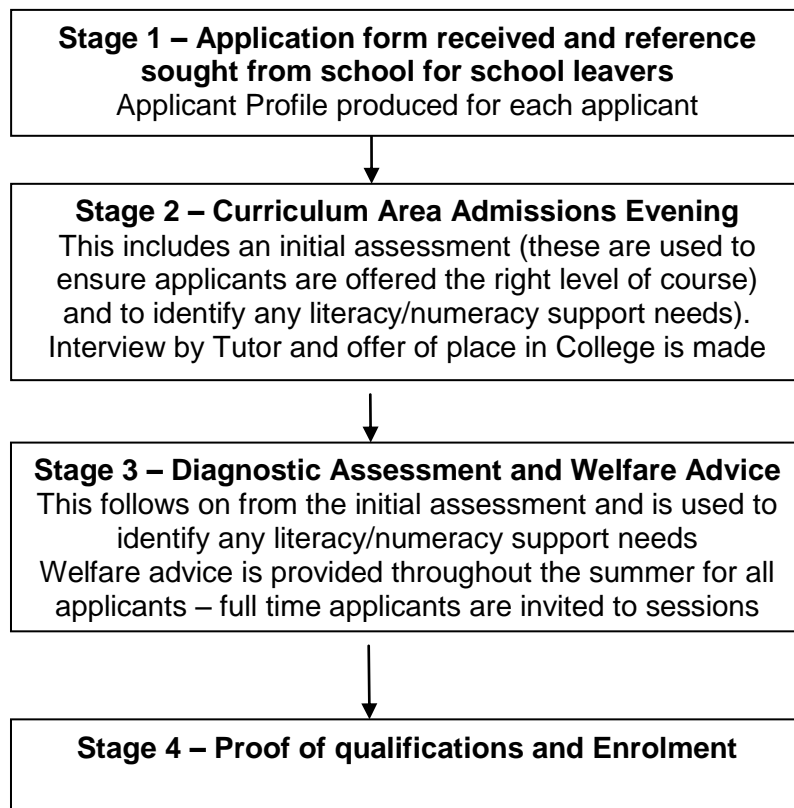 Stage 1 – Application form received and reference
sought from school for school leavers
Applicant Profile produced for each applicant
Stage 2 – Curriculum Area Admissions Evening
This includes an initial assessment (these are used to
ensure applicants are offered the right level of course)
and to identify any literacy/numeracy support needs).
Interview by Tutor and offer of place in College is made
Stage 3 – Diagnostic Assessment and Welfare Advice
This follows on from the initial assessment and is used to
identify any literacy/numeracy support needs
Welfare advice is provided throughout the summer for all
applicants – full time applicants are invited to sessions
Stage 4 – Proof of qualifications and Enrolment